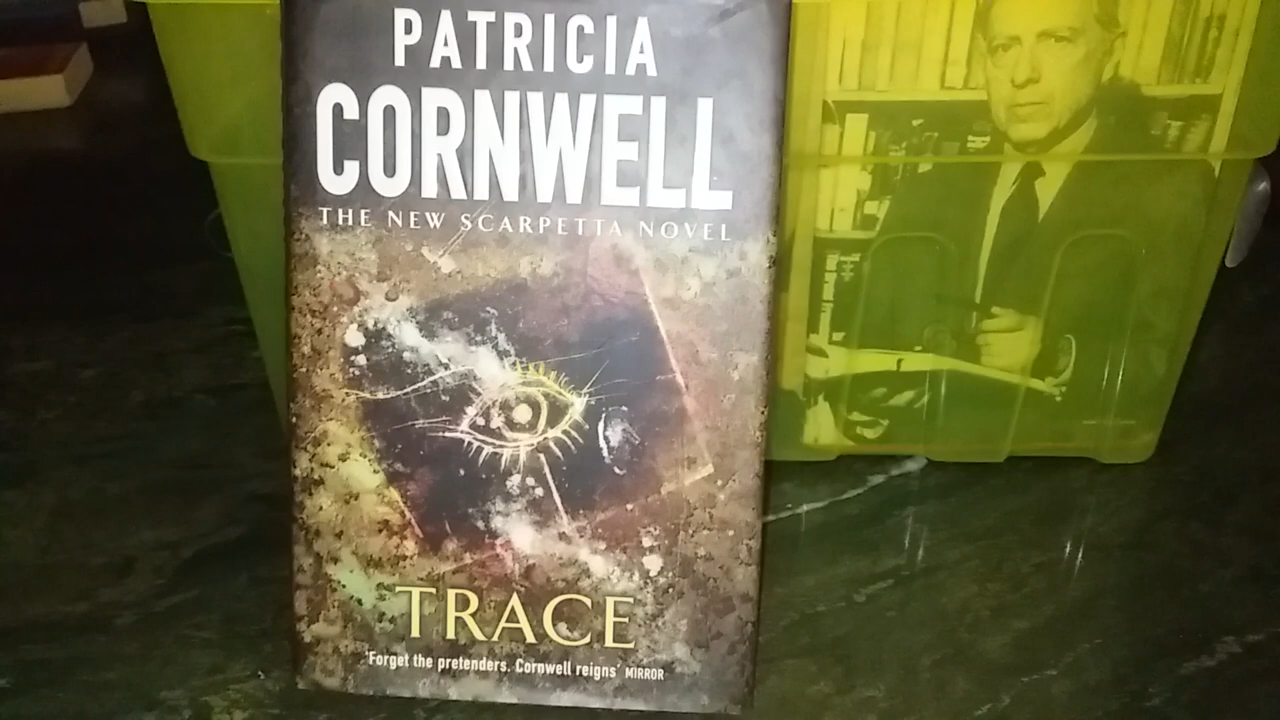 PATRICIA
CORNWELL
THE NEW SCARPETTA NOVEL
TRACE
'Forget the pretenders. Cornwell reigns' MIRROR